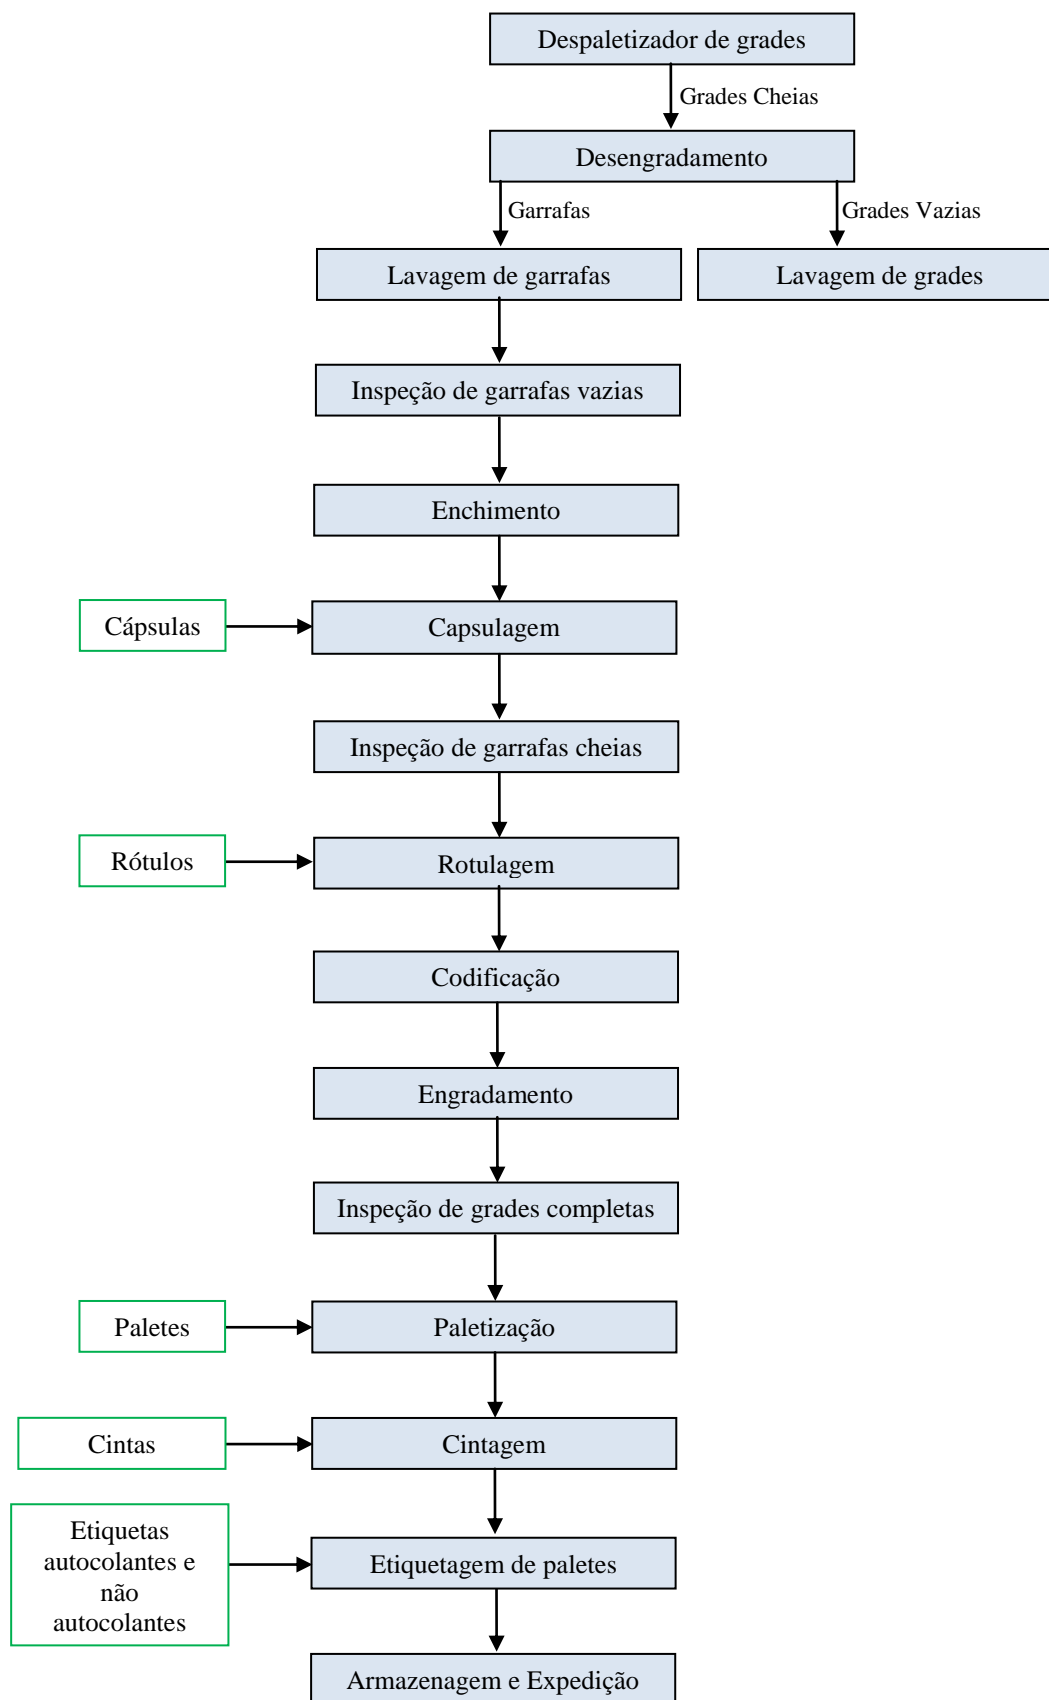 Despaletizador de grades
Grades Cheias
Desengradamento
Garrafas
Grades Vazias
Lavagem de garrafas
Lavagem de grades
Inspeção de garrafas vazias
Enchimento
Cápsulas
Capsulagem
Inspeção de garrafas cheias
Rótulos
Rotulagem
Codificação
Engradamento
Inspeção de grades completas
Paletes
Paletização
Cintas
Cintagem
Etiquetas
autocolantes e
não
autocolantes
Etiquetagem de paletes
Armazenagem e Expedição